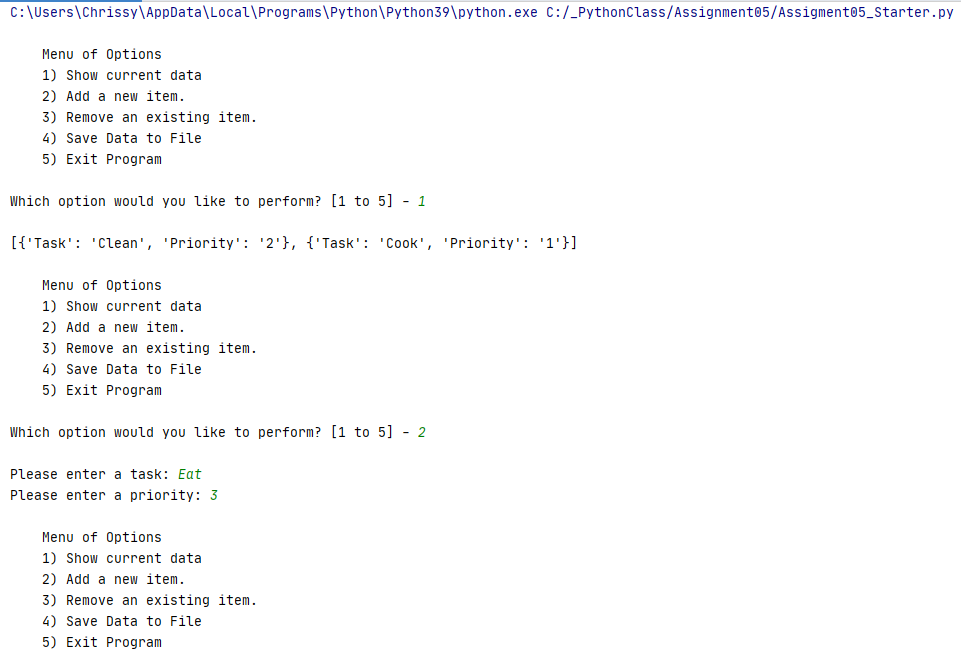 C:\Users\Chrissy\AppData\Local\Programs\Python\Python39\python.exe C:/_PythonClass/Assignment05/Assigment05_Starter.py
Menu of Options
1) Show current data
2) Add a new item.
3) Remove an existing item.
4) Save Data to File
5) Exit Program
Which option would you like to perform? [1 to 5] - 1
[{'Task': 'Clean', 'Priority': '2'}, {'Task': 'Cook', 'Priority': '1'}]
Menu of Options
1) Show current data
2) Add a new item.
3) Remove an existing item.
4) Save Data to File
5) Exit Program
Which option would you like to perform? [1 to 5] - 2
Please enter a task: Eat
Please enter a priority: 3
Menu of Options
1) Show current data
2) Add a new item.
3) Remove an existing item.
4) Save Data to File
5) Exit Program